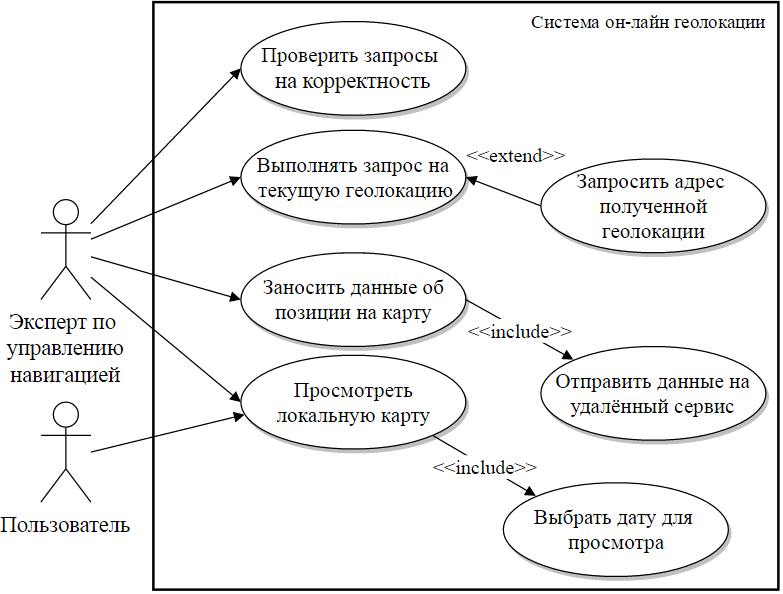 Система он-лайн геолокации
Проверить запросы
на корректность
Выполнять запрос на
текущую геолокацию
<<extend>>
Запросить адрес
полученной
геолокации
Эксперт по
управлению
навигацией
Заносить данные об
позиции на карту
<<include>>
Отправить данные на
удалённый сервис
Просмотреть
локальную карту
<<include>>
Выбрать дату для
просмотра
Пользователь